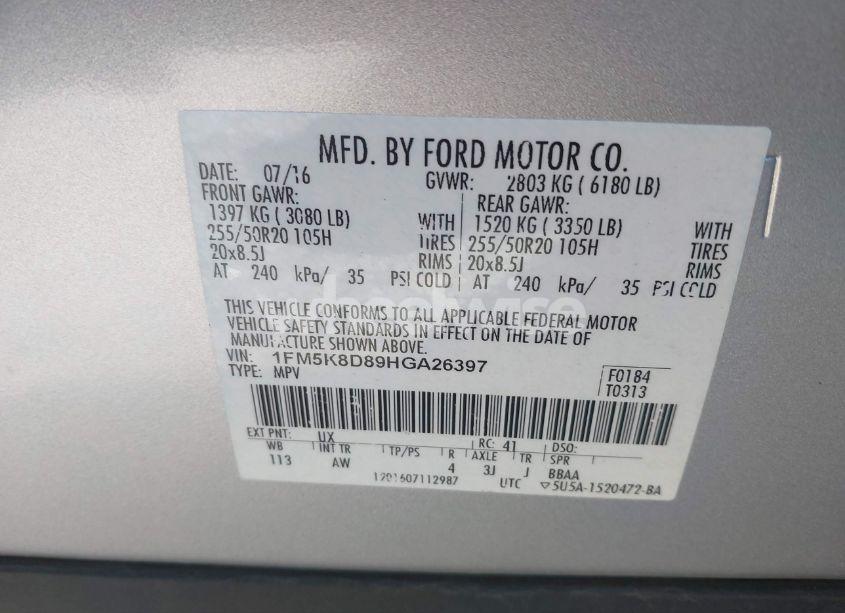 MFD. BY FORD MOTOR CO.
DATE: 07/16 GVWR: 2803 KG ( 6180 LB)
FRONT GAWR: REAR GAWR:
1397 KG ( 3080 LB) WITH 1520 KG ( 3350 LB) WITH
255/50R20 105H TIRES 255/50R20 105H TIRES
20x8.5J RIMS 20x8.5J RIMS
AT 240 kPa/ 35 PSI COLD AT 240 kPa/ 35 PSI COLD
THIS VEHICLE CONFORMS TO ALL APPLICABLE FEDERAL MOTOR
VEHICLE SAFETY STANDARDS IN EFFECT ON THE DATE OF
MANUFACTURE SHOWN ABOVE.
VIN: 1FM5K8D89HGA26397
TYPE: MPV
F0184
T0313
EXT PNT: UX RC: 41 DSO:
WB INT TR TP/PS R AXLE TR SPR
113 AW 4 3J J BBAA
1201607112987 UTC ▽5U5A-1520472-BA